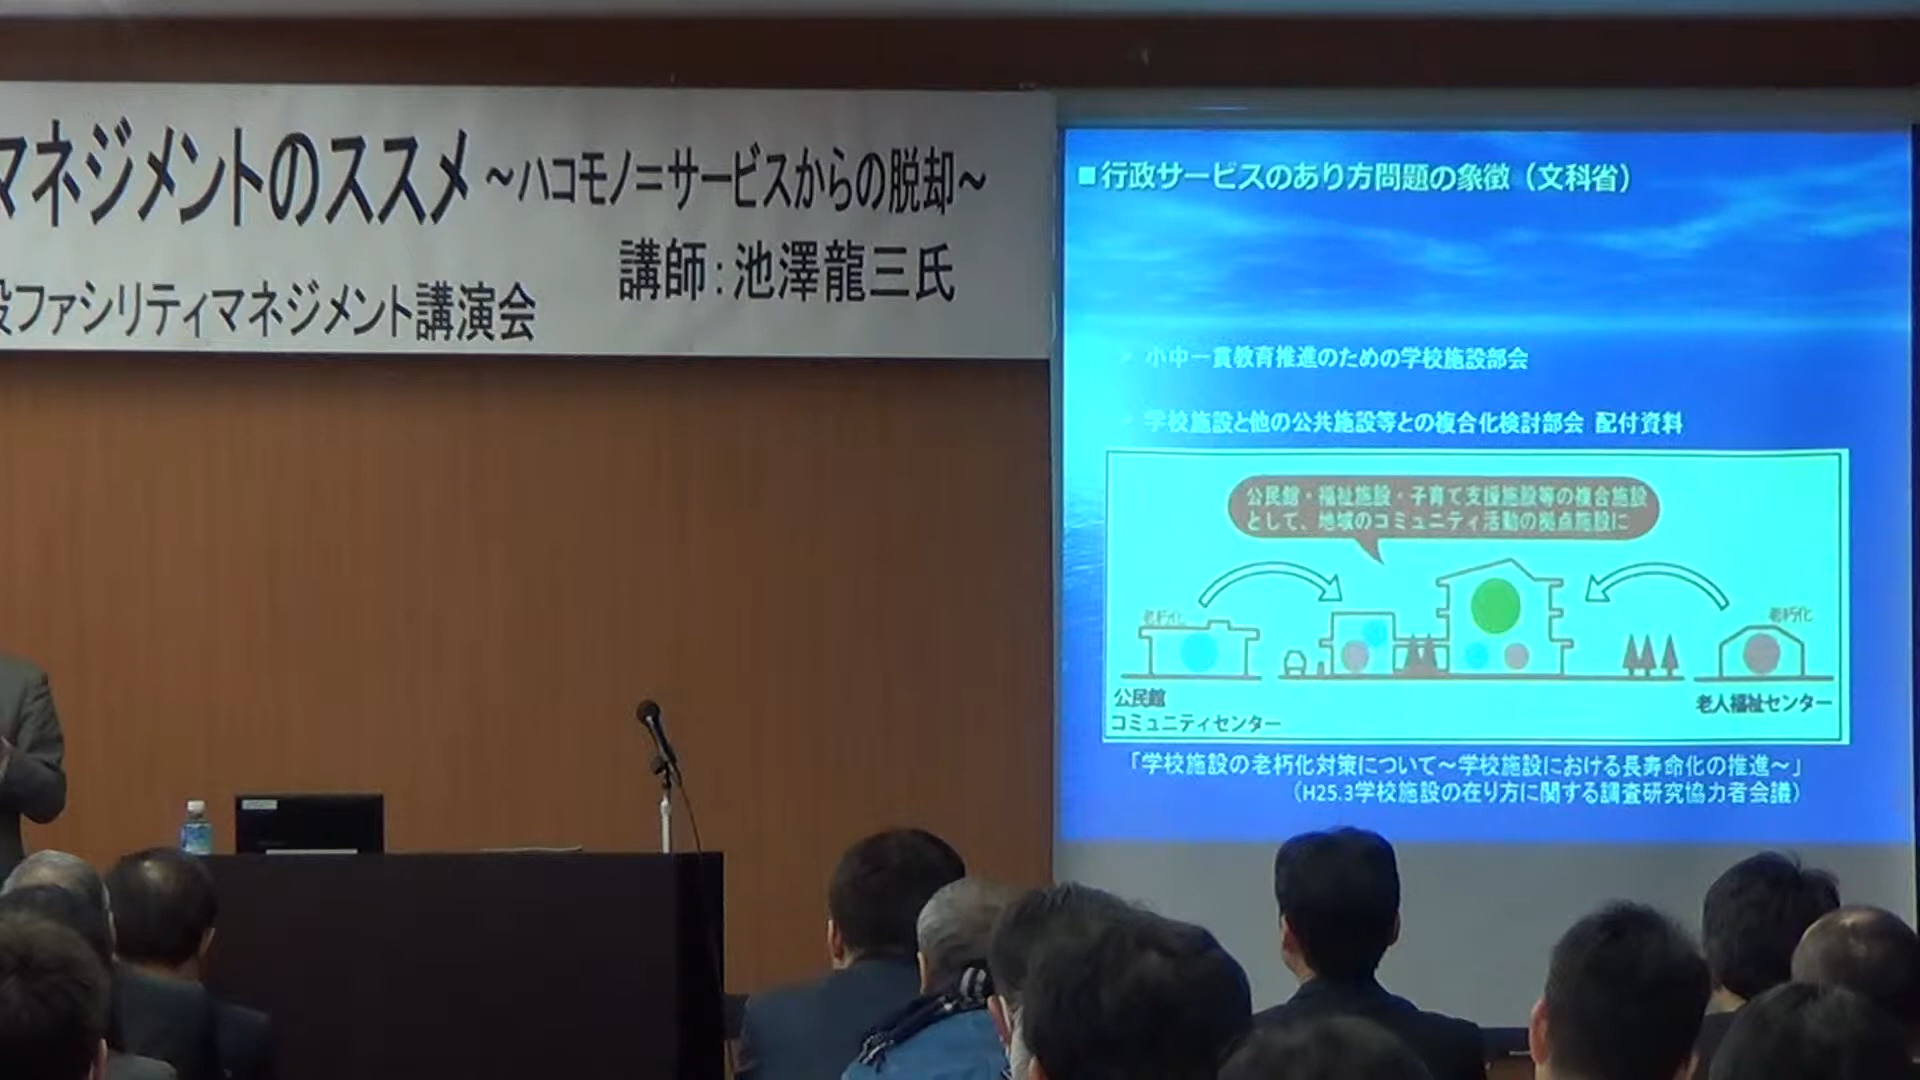 マネジメントのススメ～ハコモノ＝サービスからの脱却～
講師：池澤龍三氏
設ファシリティマネジメント講演会
■行政サービスのあり方問題の象徴（文科省）
小中一貫教育推進のための学校施設部会
学校施設と他の公共施設等との複合化検討部会 配付資料
公民館・福祉施設・子育て支援施設等の複合施設
として、地域のコミュニティ活動の拠点施設に
老朽化
老朽化
公民館
コミュニティセンター
老人福祉センター
「学校施設の老朽化対策について～学校施設における長寿命化の推進～」
（H25.3学校施設の在り方に関する調査研究協力者会議）